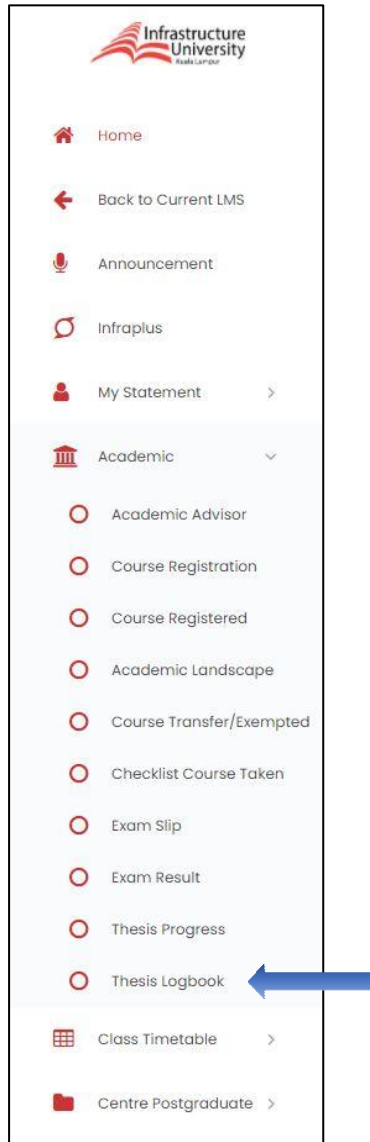 Infrastructure
University
Kuala Lumpur
Home
Back to Current LMS
Announcement
Infraplus
My Statement
Academic
Academic Advisor
Course Registration
Course Registered
Academic Landscape
Course Transfer/Exempted
Checklist Course Taken
Exam Slip
Exam Result
Thesis Progress
Thesis Logbook
Class Timetable
Centre Postgraduate